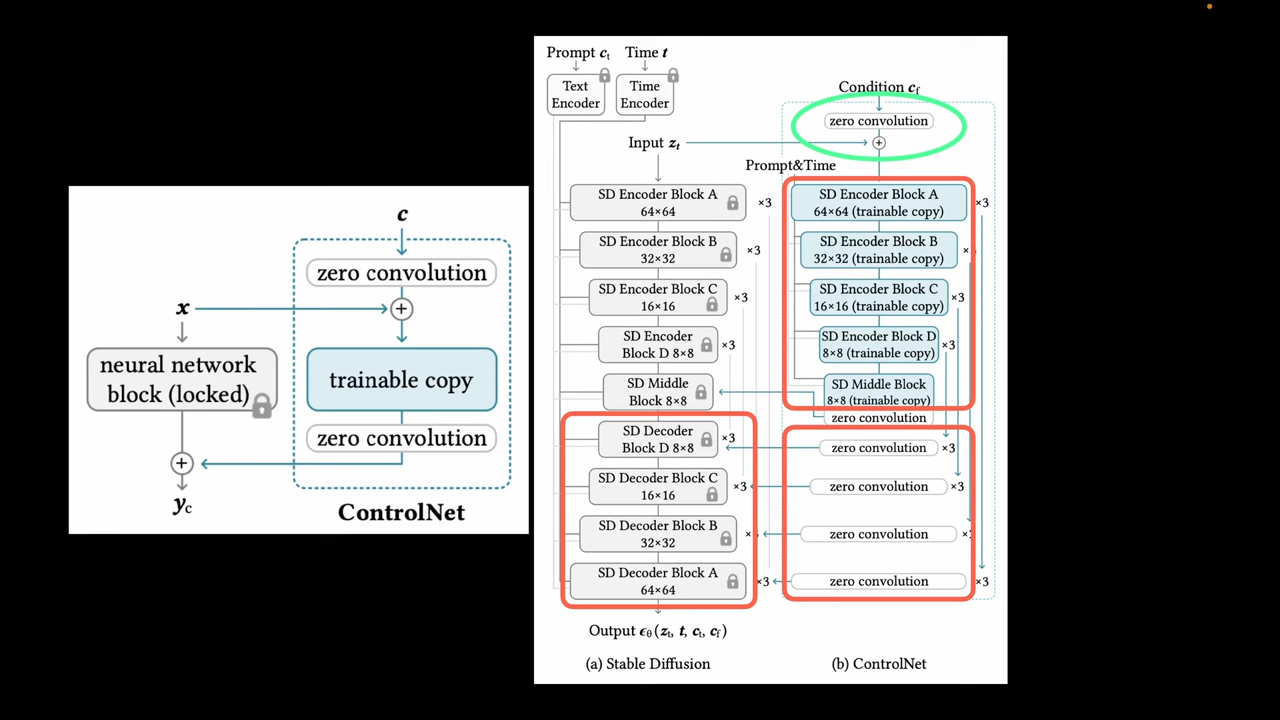 c
zero convolution
x
+
neural network
block (locked)
trainable copy
zero convolution
+
y_c
ControlNet
Prompt c_t
Time t
Text
Encoder
Time
Encoder
Condition c_f
zero convolution
Input z_t
+
Prompt&Time
SD Encoder Block A
64×64
×3
SD Encoder Block B
32×32
×3
SD Encoder Block C
16×16
×3
SD Encoder
Block D 8×8
×3
SD Middle
Block 8×8
SD Decoder
Block D 8×8
×3
SD Decoder Block C
16×16
×3
SD Decoder Block B
32×32
SD Decoder Block A
64×64
×3
Output ϵ_θ(z_t, t, c_t, c_f)
(a) Stable Diffusion
SD Encoder Block A
64×64 (trainable copy)
×3
SD Encoder Block B
32×32 (trainable copy)
SD Encoder Block C
16×16 (trainable copy)
×3
SD Encoder Block D
8×8 (trainable copy)
×3
SD Middle Block
8×8 (trainable copy)
zero convolution
zero convolution
×3
zero convolution
×3
zero convolution
zero convolution
×3
(b) ControlNet